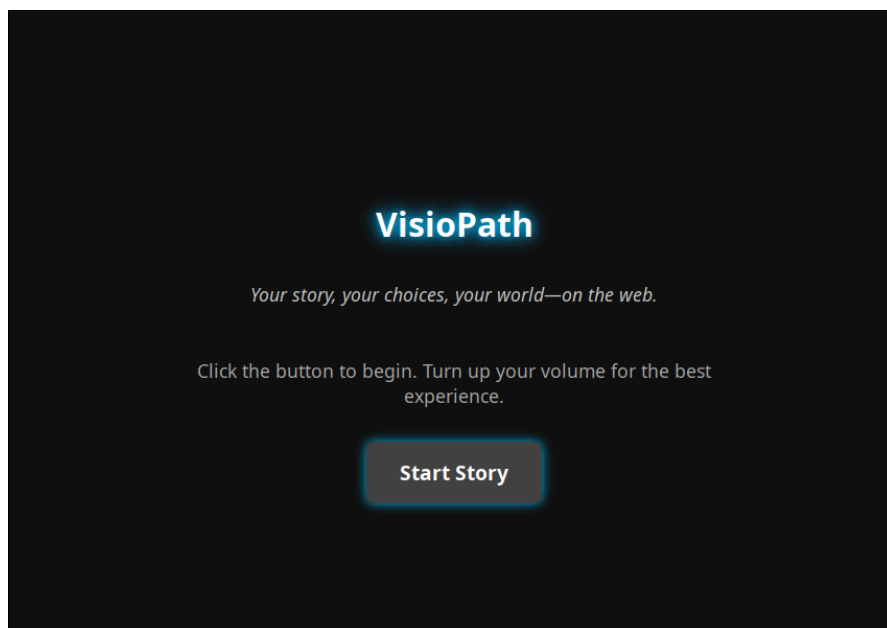 VisioPath
Your story, your choices, your world—on the web.
Click the button to begin. Turn up your volume for the best
experience.
Start Story